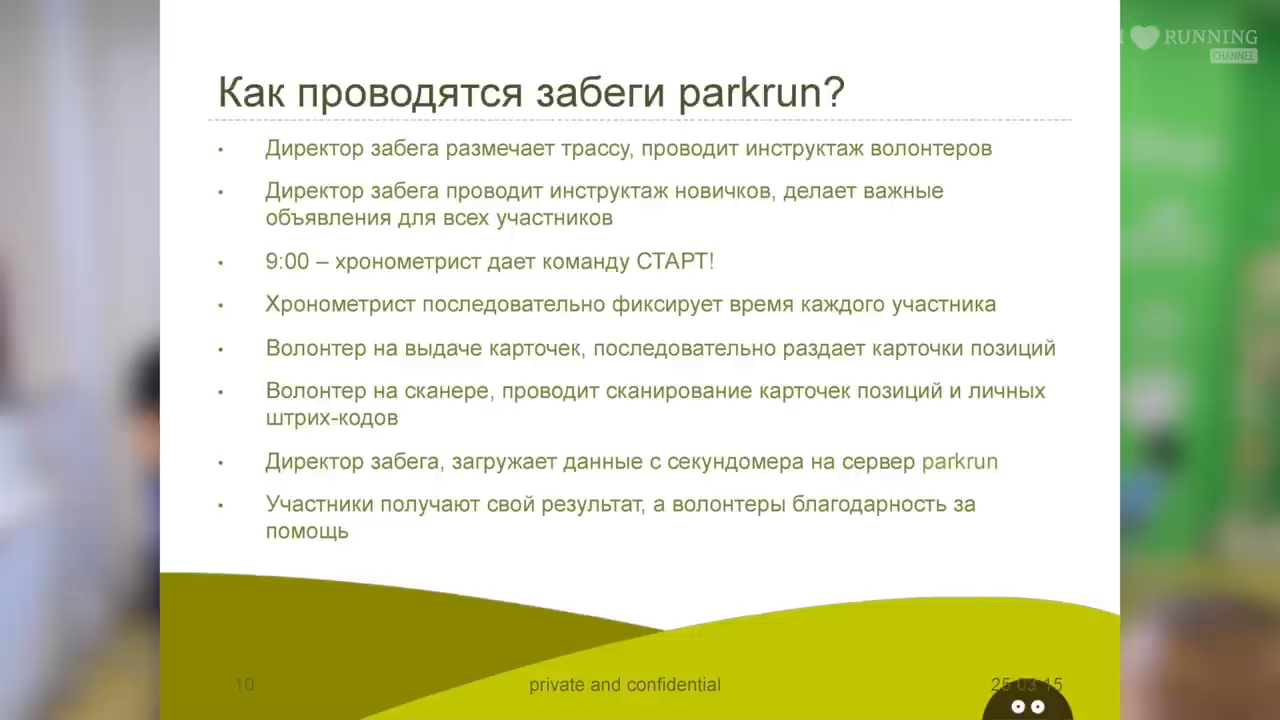 I RUNNING
CHANNEL
Как проводятся забеги parkrun?
• Директор забега размечает трассу, проводит инструктаж волонтеров
• Директор забега проводит инструктаж новичков, делает важные
объявления для всех участников
• 9:00 – хронометрист дает команду СТАРТ!
• Хронометрист последовательно фиксирует время каждого участника
• Волонтер на выдаче карточек, последовательно раздает карточки позиций
• Волонтер на сканере, проводит сканирование карточек позиций и личных
штрих-кодов
• Директор забега, загружает данные с секундомера на сервер parkrun
• Участники получают свой результат, а волонтеры благодарность за
помощь
10 private and confidential 25 03 15